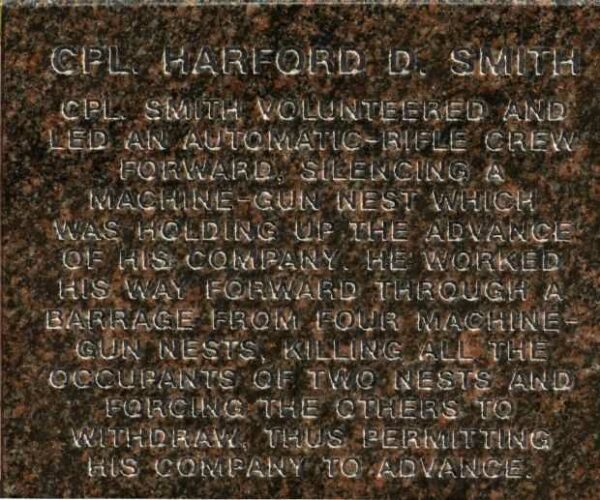 CPL. HARFORD D. SMITH
CPL. SMITH VOLUNTEERED AND
LED AN AUTOMATIC-RIFLE CREW
FORWARD, SILENCING A
MACHINE-GUN NEST WHICH
WAS HOLDING UP THE ADVANCE
OF HIS COMPANY. HE WORKED
HIS WAY FORWARD THROUGH A
BARRAGE FROM FOUR MACHINE-
GUN NESTS, KILLING ALL THE
OCCUPANTS OF TWO NESTS AND
FORCING THE OTHERS TO
WITHDRAW, THUS PERMITTING
HIS COMPANY TO ADVANCE.